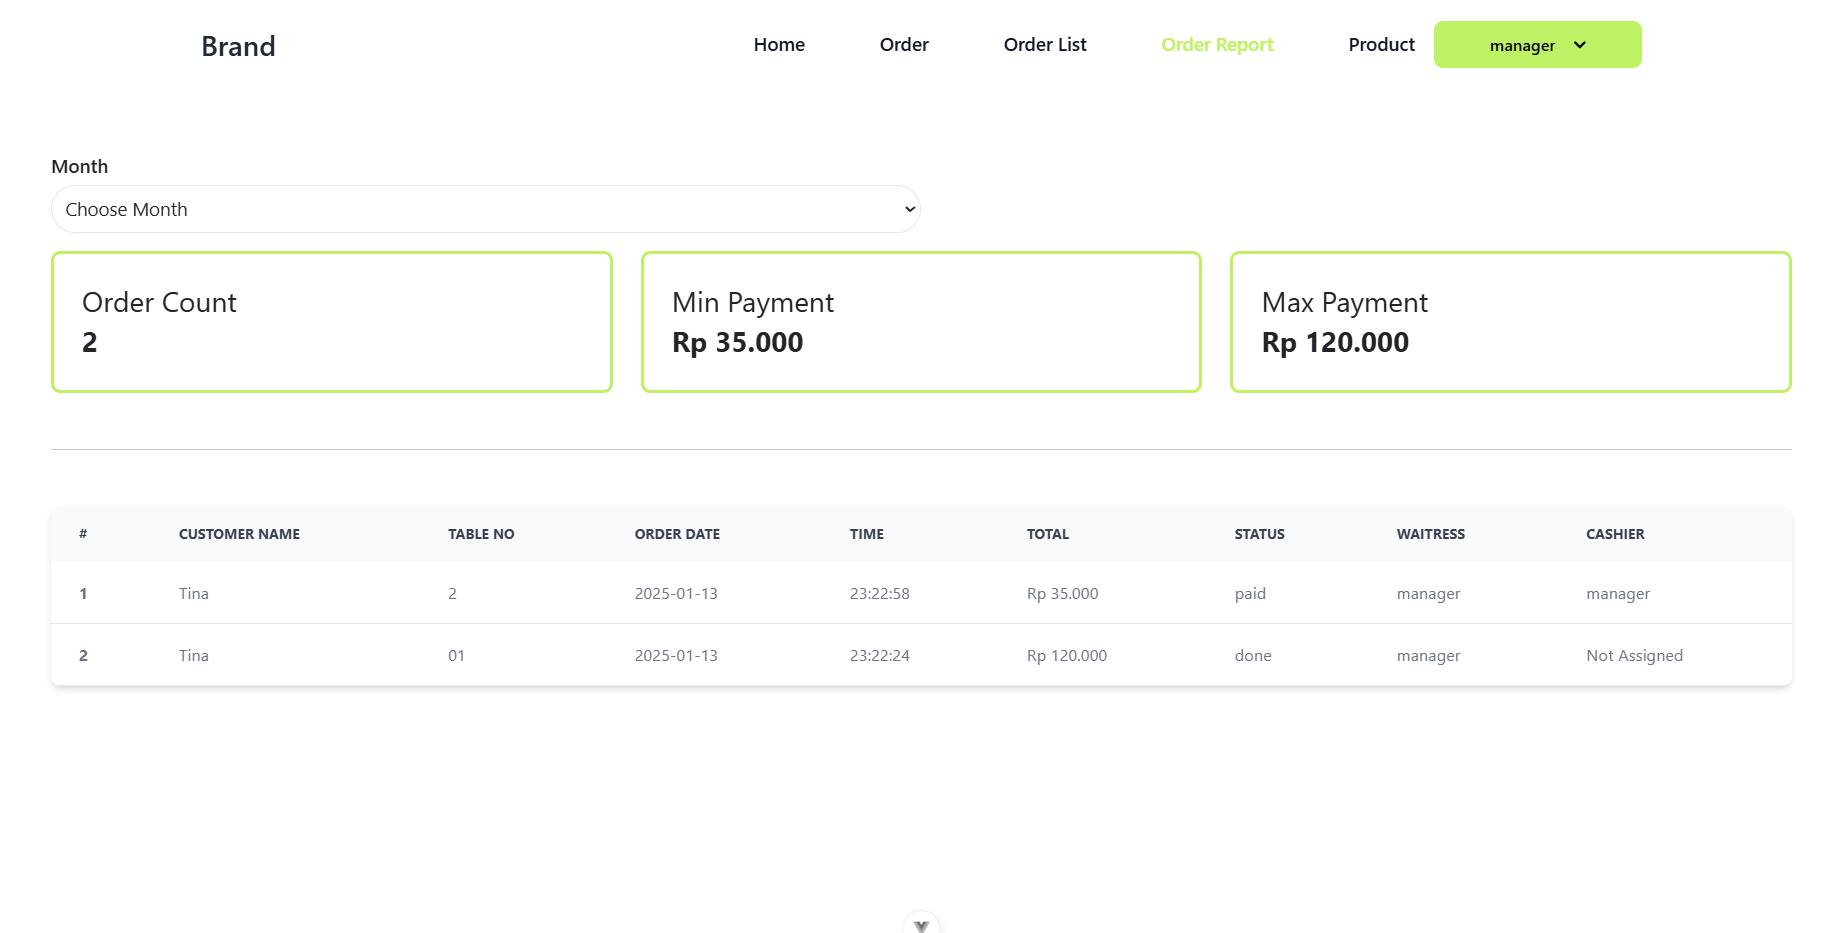 Brand Home Order Order List Order Report Product manager
Month
Choose Month
Order Count
2
Min Payment
Rp 35.000
Max Payment
Rp 120.000
# CUSTOMER NAME TABLE NO ORDER DATE TIME TOTAL STATUS WAITRESS CASHIER
1 Tina 2 2025-01-13 23:22:58 Rp 35.000 paid manager manager
2 Tina 01 2025-01-13 23:22:24 Rp 120.000 done manager Not Assigned